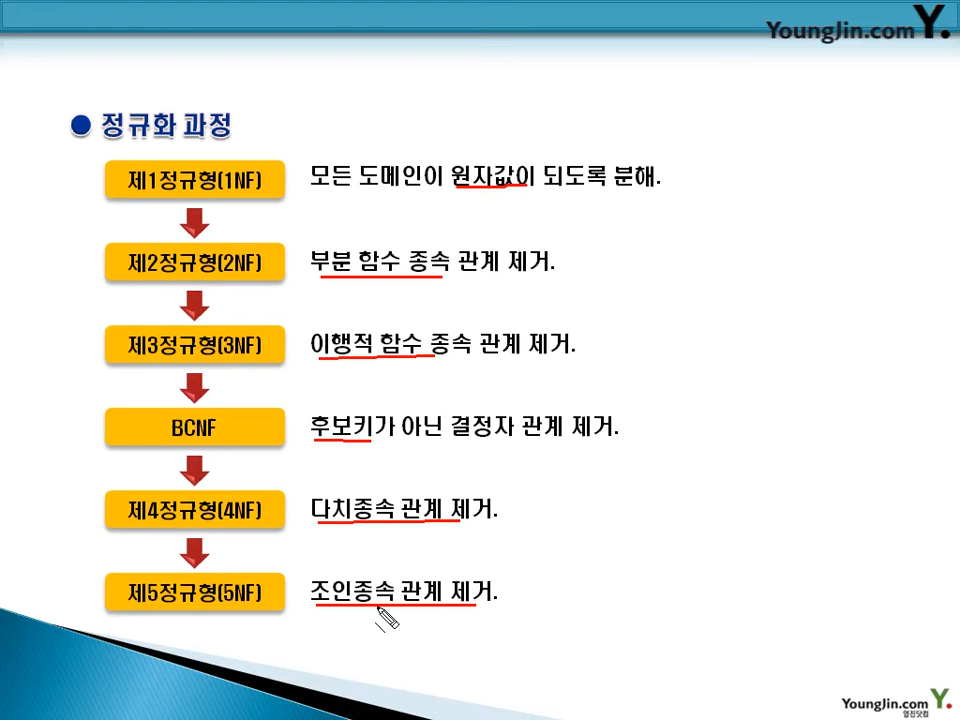 YoungJin.com Y.
정규화 과정
제1정규형(1NF) 모든 도메인이 원자값이 되도록 분해.
제2정규형(2NF) 부분 함수 종속 관계 제거.
제3정규형(3NF) 이행적 함수 종속 관계 제거.
BCNF 후보키가 아닌 결정자 관계 제거.
제4정규형(4NF) 다치종속 관계 제거.
제5정규형(5NF) 조인종속 관계 제거.
YoungJin.com Y.
영진닷컴